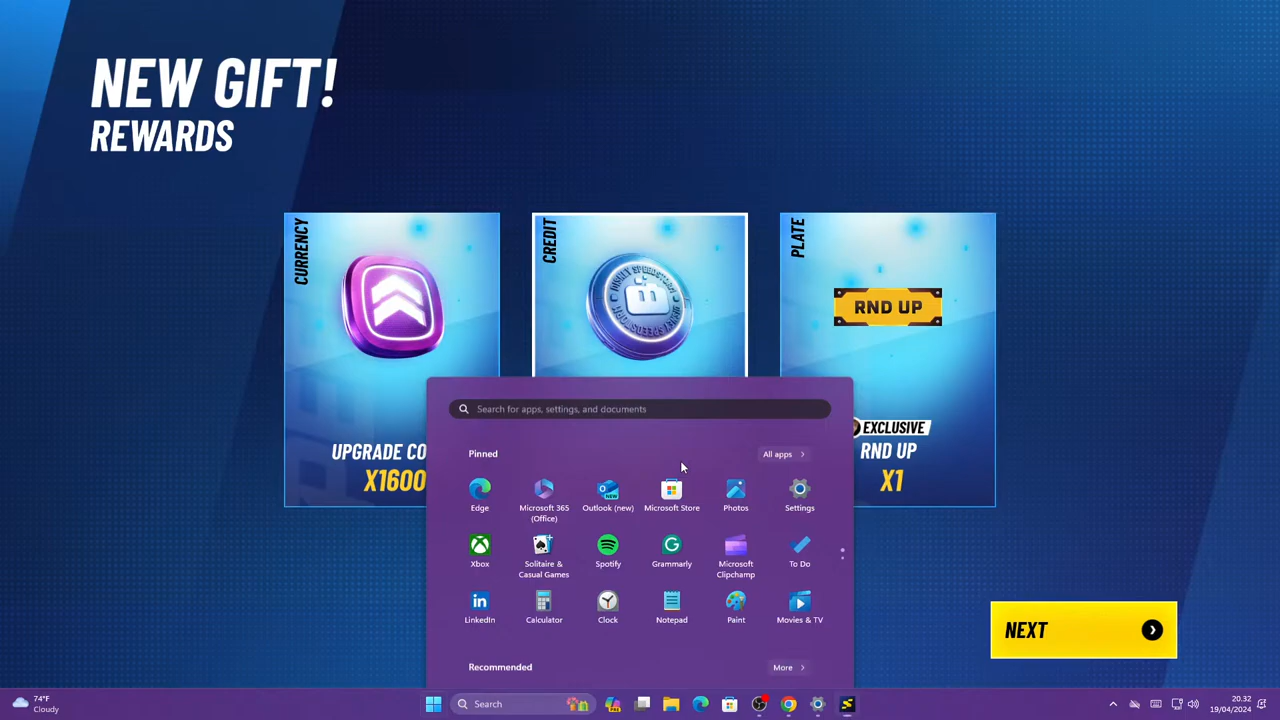 NEW GIFT!
REWARDS
CURRENCY
CREDIT
PLATE
DISNEY SPEEDSTORM
RND UP
UPGRADE CO
X1600
EXCLUSIVE
RND UP
X1
Search for apps, settings, and documents
Pinned
All apps
Edge
Microsoft 365
(Office)
Outlook (new)
Microsoft Store
Photos
Settings
Xbox
Solitaire &
Casual Games
Spotify
Grammarly
Microsoft
Clipchamp
To Do
LinkedIn
Calculator
Clock
Notepad
Paint
Movies & TV
Recommended
More
NEXT
74°F
Cloudy
Search
20.32
19/04/2024